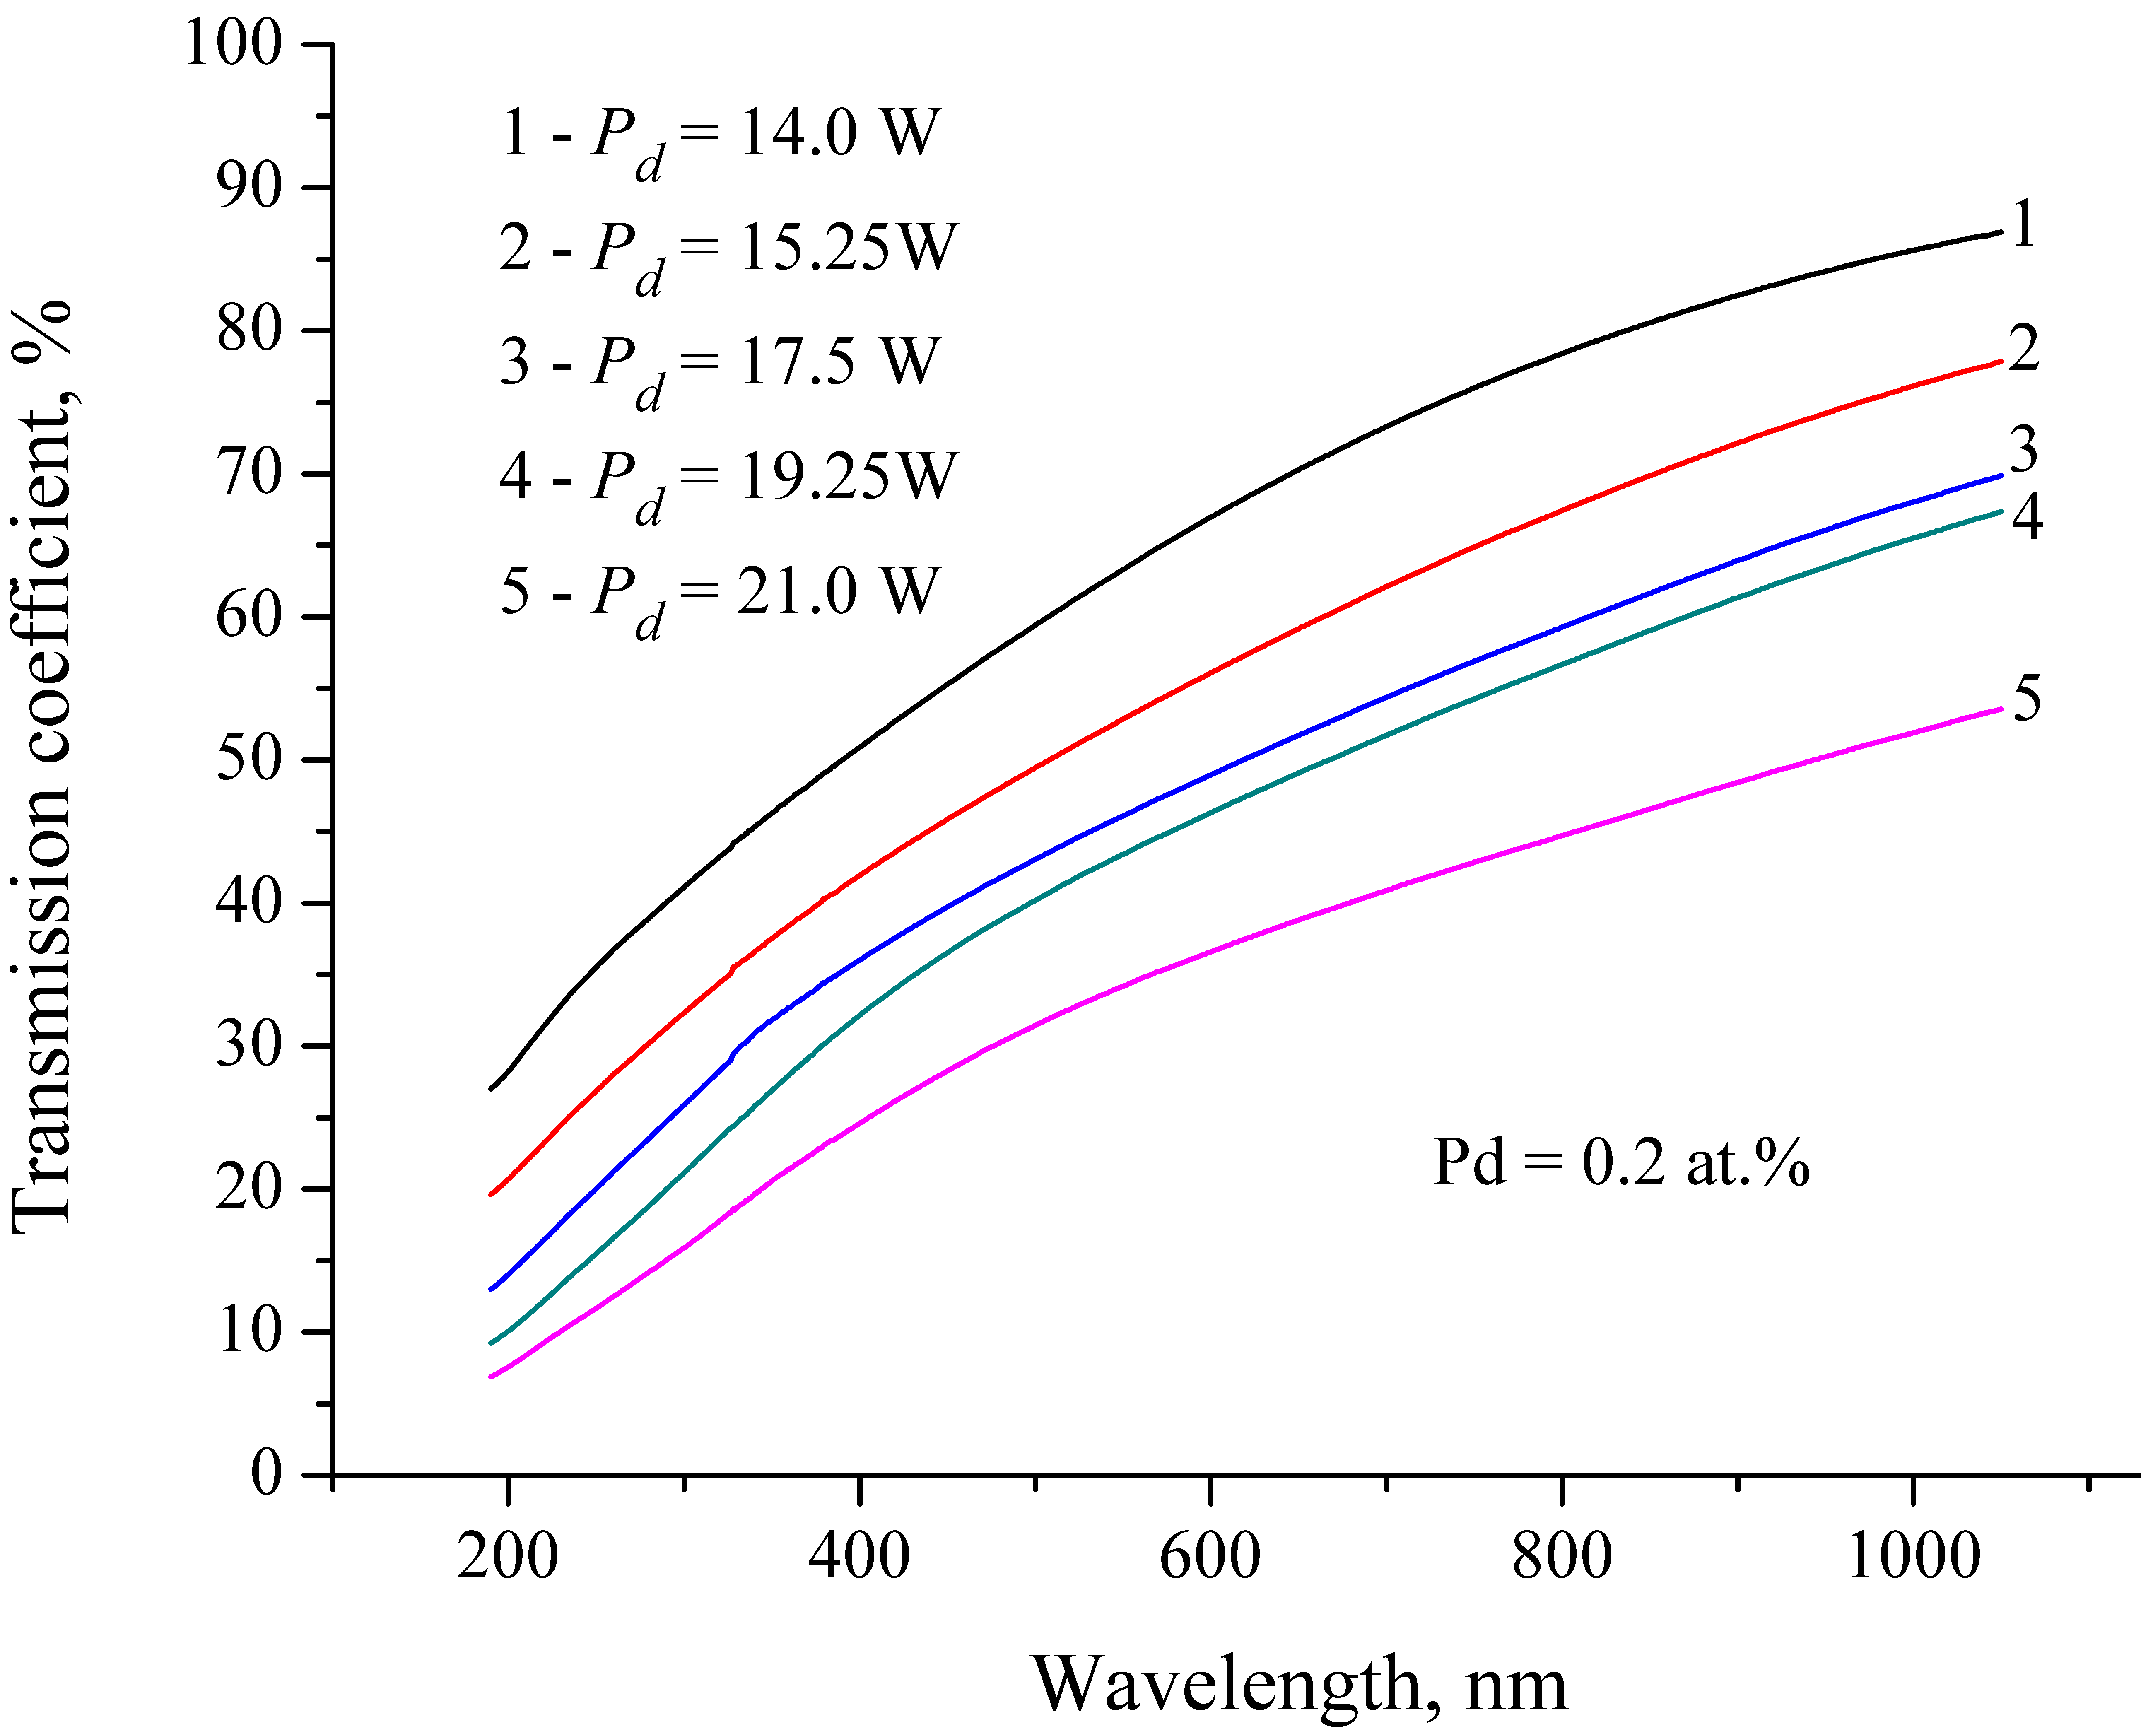 Transmission coefficient, %
100
90
80
70
60
50
40
30
20
10
0
1 - Pd = 14.0 W
2 - Pd = 15.25W
3 - Pd = 17.5 W
4 - Pd = 19.25W
5 - Pd = 21.0 W
1
2
3
4
5
Pd = 0.2 at.%
200 400 600 800 1000
Wavelength, nm